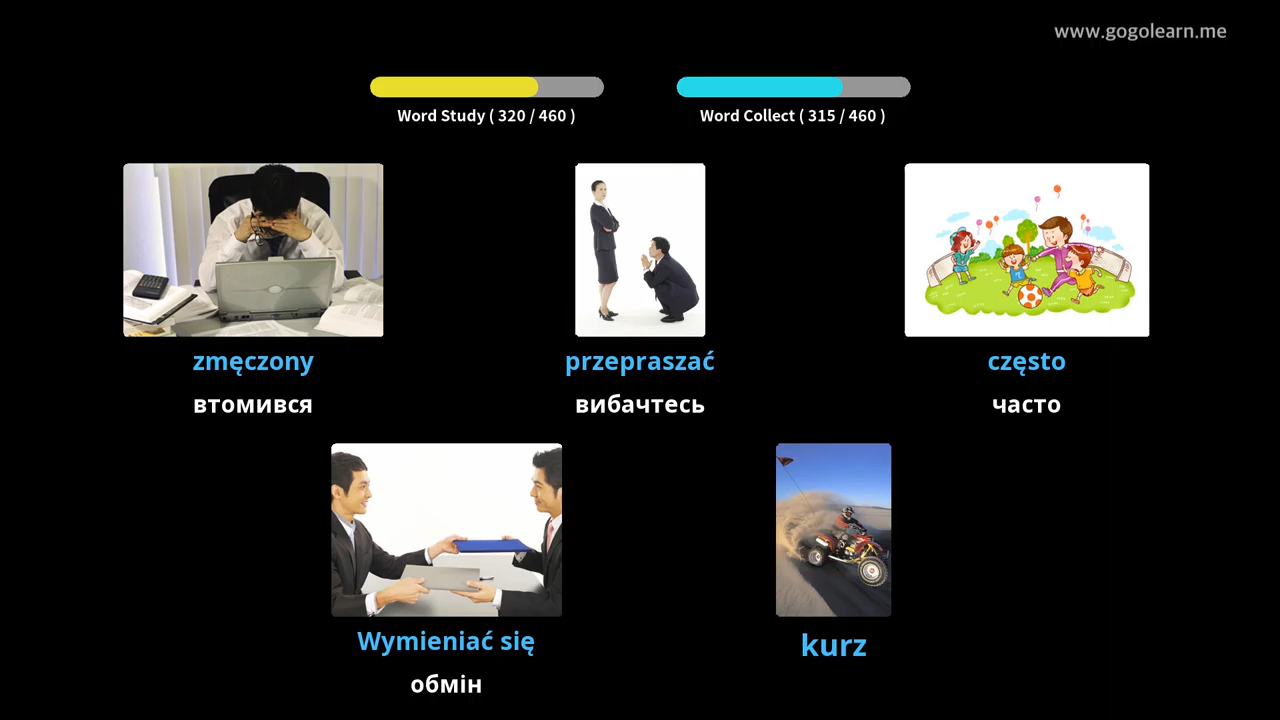 www.gogolearn.me
Word Study ( 320 / 460 )
Word Collect ( 315 / 460 )
zmęczony
втомився
przepraszać
вибачтесь
często
часто
Wymieniać się
обмін
kurz